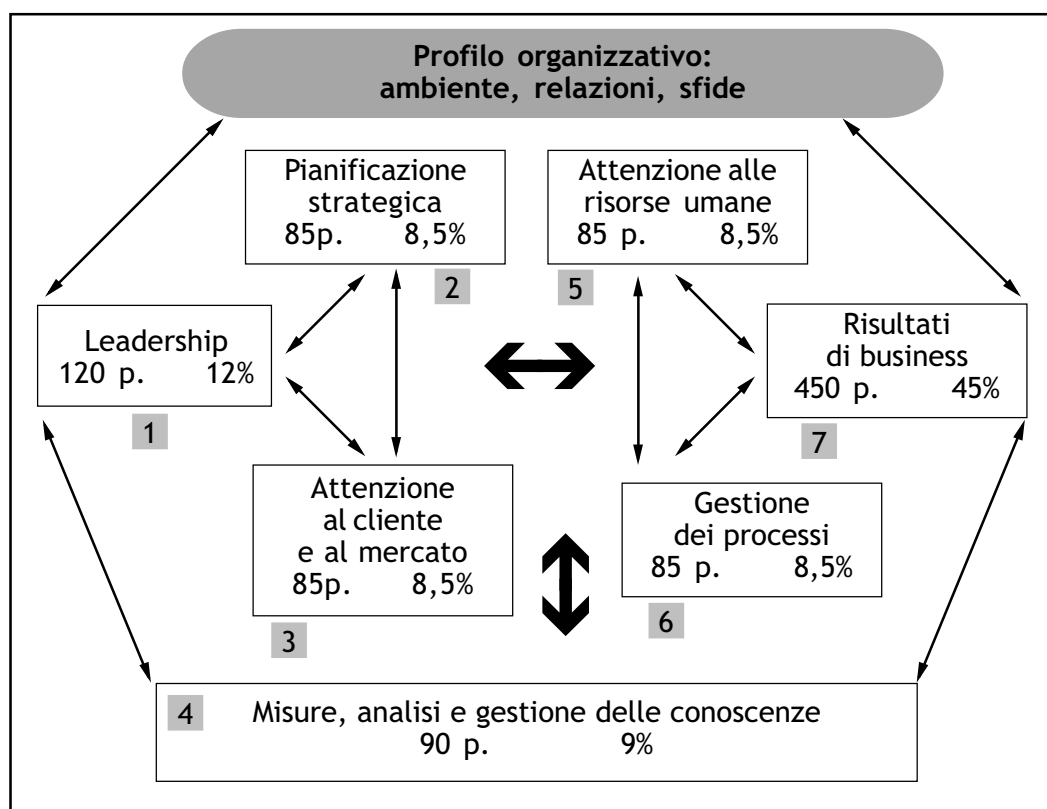 Profilo organizzativo:
ambiente, relazioni, sfide
Pianificazione
strategica
85p. 8,5%
2
Attenzione alle
risorse umane
85 p. 8,5%
5
Leadership
120 p. 12%
1
Risultati
di business
450 p. 45%
7
Attenzione
al cliente
e al mercato
85p. 8,5%
3
Gestione
dei processi
85 p. 8,5%
6
4 Misure, analisi e gestione delle conoscenze
90 p. 9%